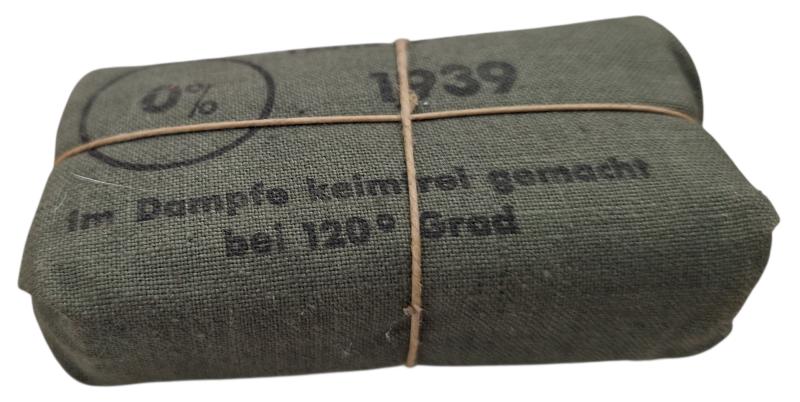 0%
1939
im Dampfe keimfrei gemacht
bei 120° Grad